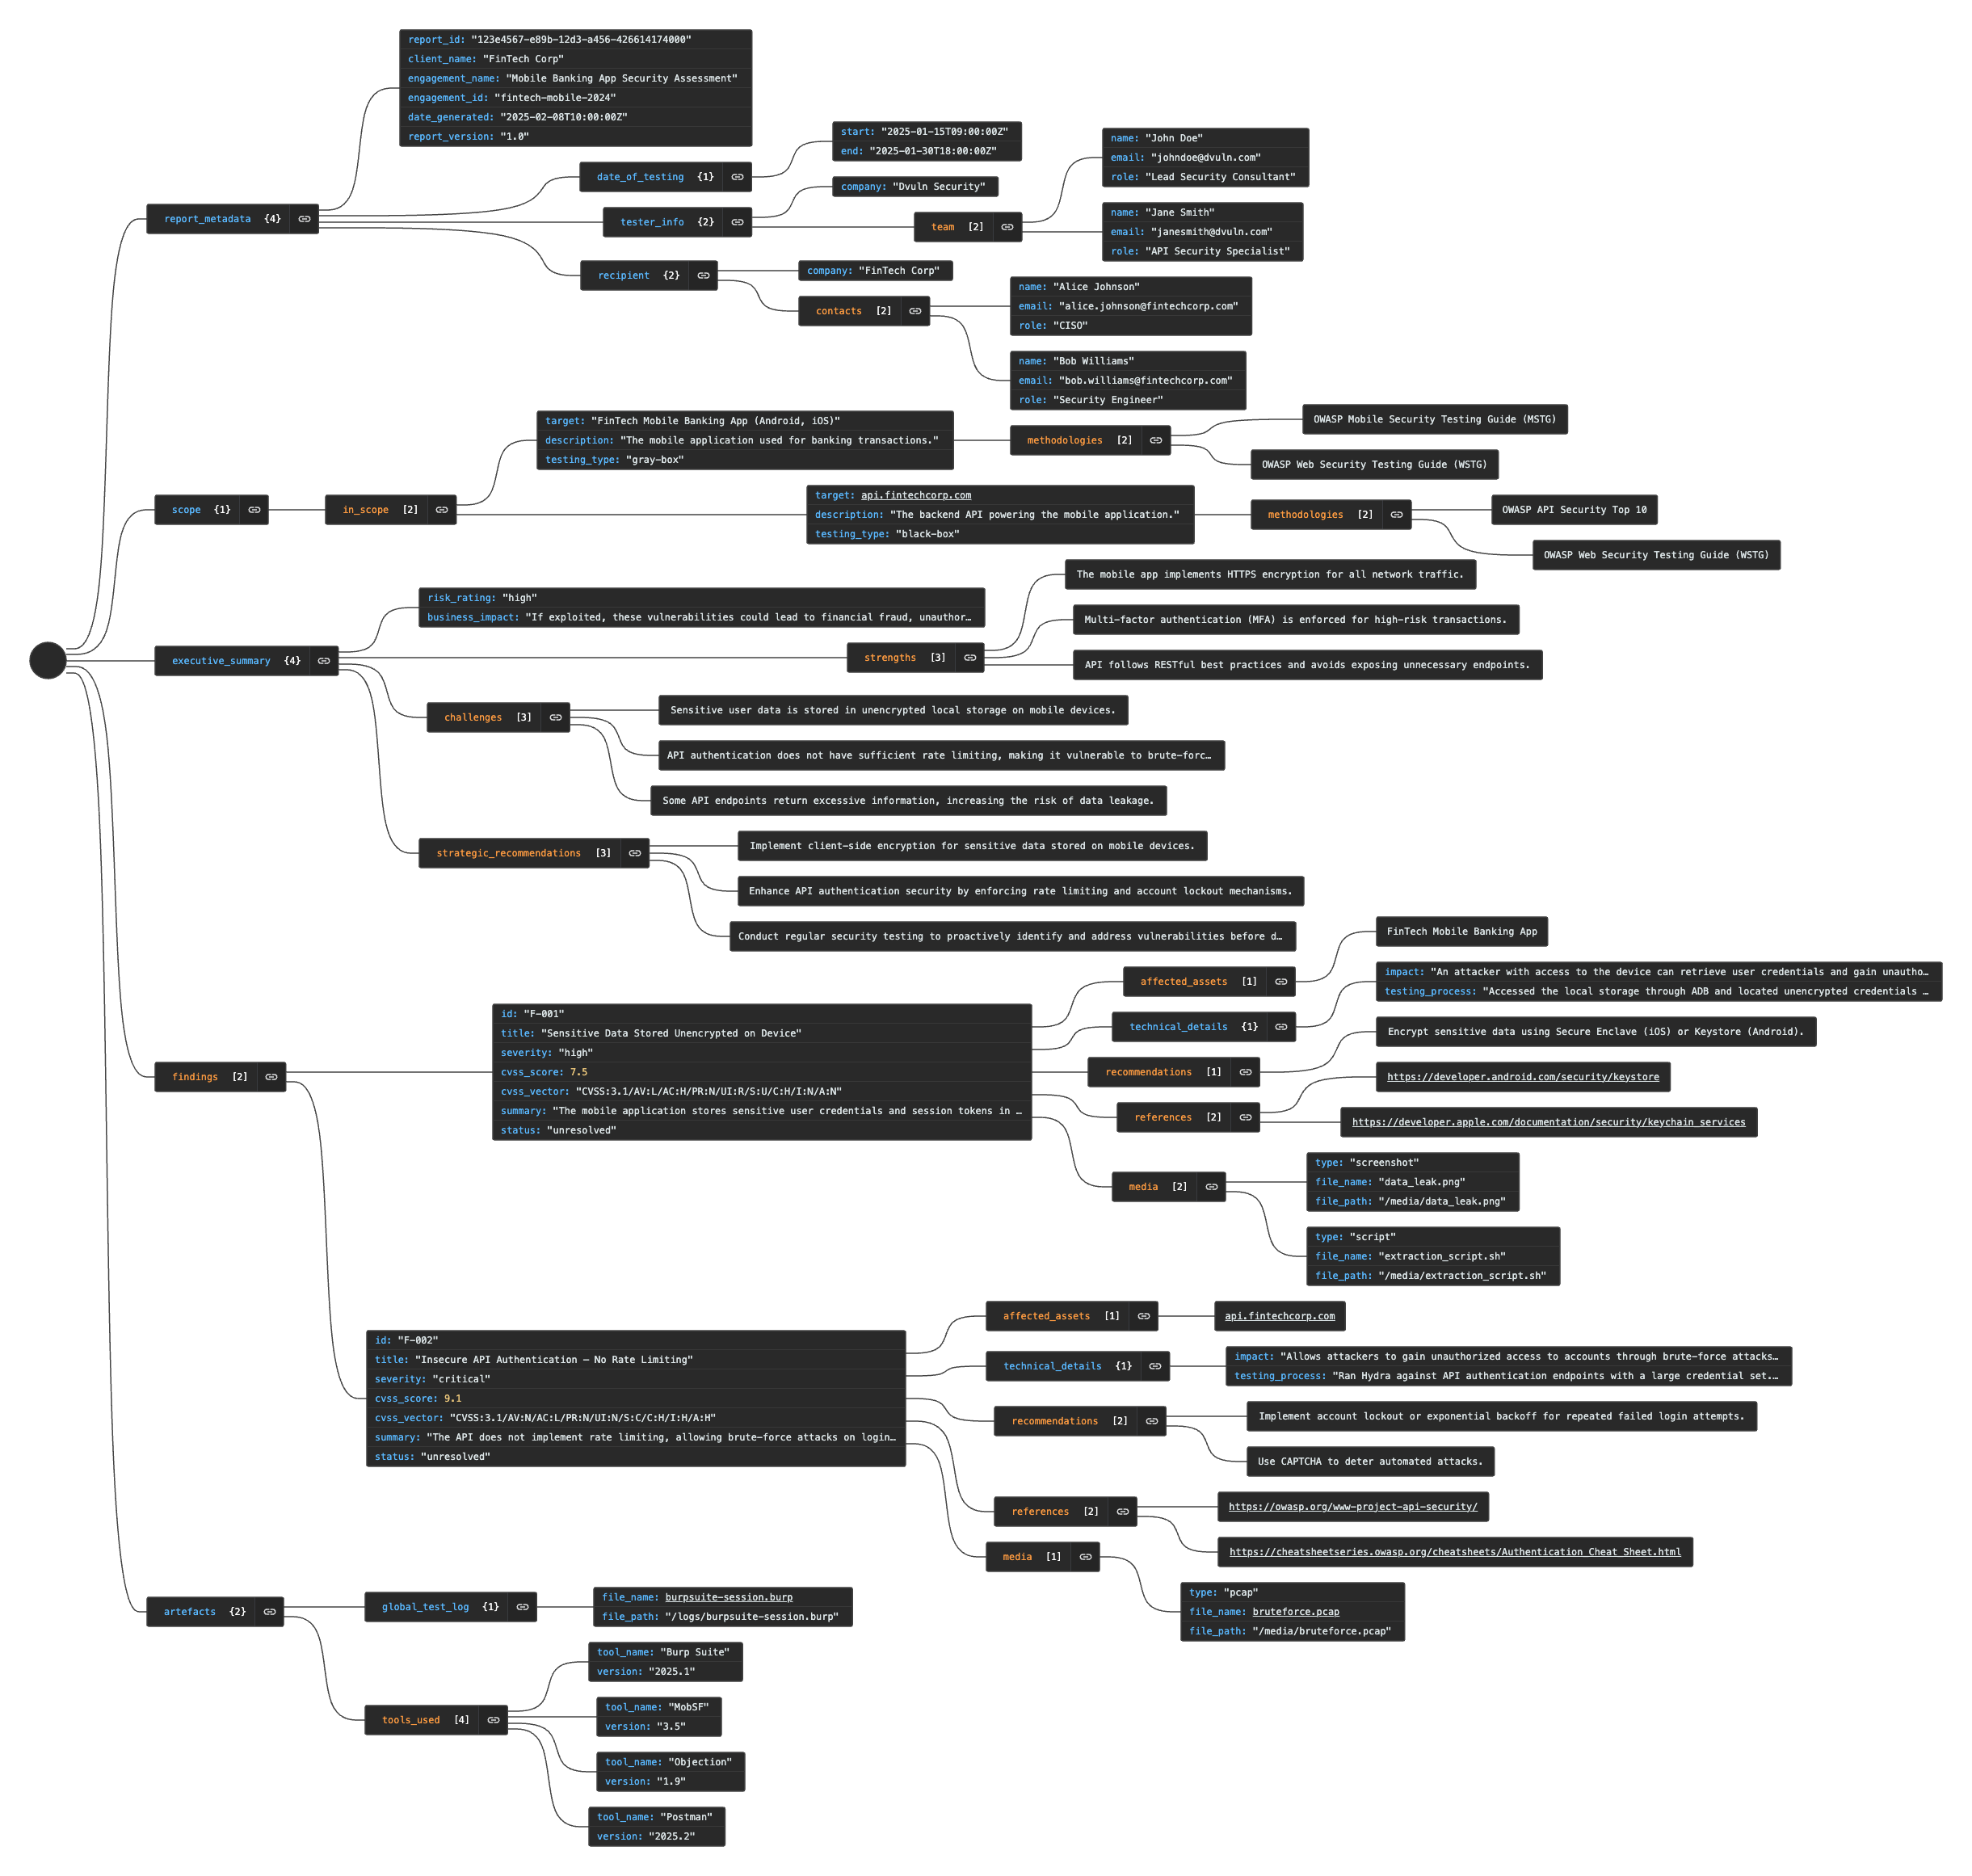 report_id: "123e4567-e89b-12d3-a456-426614174000"
client_name: "FinTech Corp"
engagement_name: "Mobile Banking App Security Assessment"
engagement_id: "fintech-mobile-2024"
date_generated: "2025-02-08T10:00:00Z"
report_version: "1.0"
report_metadata {4}
date_of_testing {1}
start: "2025-01-15T09:00:00Z"
end: "2025-01-30T18:00:00Z"
tester_info {2}
company: "Dvuln Security"
team [2]
name: "John Doe"
email: "johndoe@dvuln.com"
role: "Lead Security Consultant"
name: "Jane Smith"
email: "janesmith@dvuln.com"
role: "API Security Specialist"
recipient {2}
company: "FinTech Corp"
contacts [2]
name: "Alice Johnson"
email: "alice.johnson@fintechcorp.com"
role: "CISO"
name: "Bob Williams"
email: "bob.williams@fintechcorp.com"
role: "Security Engineer"
scope {1}
in_scope [2]
target: "FinTech Mobile Banking App (Android, iOS)"
description: "The mobile application used for banking transactions."
testing_type: "gray-box"
methodologies [2]
OWASP Mobile Security Testing Guide (MSTG)
OWASP Web Security Testing Guide (WSTG)
target: api.fintechcorp.com
description: "The backend API powering the mobile application."
testing_type: "black-box"
methodologies [2]
OWASP API Security Top 10
OWASP Web Security Testing Guide (WSTG)
executive_summary {4}
risk_rating: "high"
business_impact: "If exploited, these vulnerabilities could lead to financial fraud, unauthor…
strengths [3]
The mobile app implements HTTPS encryption for all network traffic.
Multi-factor authentication (MFA) is enforced for high-risk transactions.
API follows RESTful best practices and avoids exposing unnecessary endpoints.
challenges [3]
Sensitive user data is stored in unencrypted local storage on mobile devices.
API authentication does not have sufficient rate limiting, making it vulnerable to brute-forc…
Some API endpoints return excessive information, increasing the risk of data leakage.
strategic_recommendations [3]
Implement client-side encryption for sensitive data stored on mobile devices.
Enhance API authentication security by enforcing rate limiting and account lockout mechanisms.
Conduct regular security testing to proactively identify and address vulnerabilities before d…
findings [2]
id: "F-001"
title: "Sensitive Data Stored Unencrypted on Device"
severity: "high"
cvss_score: 7.5
cvss_vector: "CVSS:3.1/AV:L/AC:H/PR:N/UI:R/S:U/C:H/I:N/A:N"
summary: "The mobile application stores sensitive user credentials and session tokens in …
status: "unresolved"
affected_assets [1]
FinTech Mobile Banking App
technical_details {1}
impact: "An attacker with access to the device can retrieve user credentials and gain unautho…
testing_process: "Accessed the local storage through ADB and located unencrypted credentials …
recommendations [1]
Encrypt sensitive data using Secure Enclave (iOS) or Keystore (Android).
references [2]
https://developer.android.com/security/keystore
https://developer.apple.com/documentation/security/keychain_services
media [2]
type: "screenshot"
file_name: "data_leak.png"
file_path: "/media/data_leak.png"
type: "script"
file_name: "extraction_script.sh"
file_path: "/media/extraction_script.sh"
id: "F-002"
title: "Insecure API Authentication – No Rate Limiting"
severity: "critical"
cvss_score: 9.1
cvss_vector: "CVSS:3.1/AV:N/AC:L/PR:N/UI:N/S:C/C:H/I:H/A:H"
summary: "The API does not implement rate limiting, allowing brute-force attacks on login…
status: "unresolved"
affected_assets [1]
api.fintechcorp.com
technical_details {1}
impact: "Allows attackers to gain unauthorized access to accounts through brute-force attacks…
testing_process: "Ran Hydra against API authentication endpoints with a large credential set.…
recommendations [2]
Implement account lockout or exponential backoff for repeated failed login attempts.
Use CAPTCHA to deter automated attacks.
references [2]
https://owasp.org/www-project-api-security/
https://cheatsheetseries.owasp.org/cheatsheets/Authentication_Cheat_Sheet.html
media [1]
type: "pcap"
file_name: bruteforce.pcap
file_path: "/media/bruteforce.pcap"
artefacts {2}
global_test_log {1}
file_name: burpsuite-session.burp
file_path: "/logs/burpsuite-session.burp"
tools_used [4]
tool_name: "Burp Suite"
version: "2025.1"
tool_name: "MobSF"
version: "3.5"
tool_name: "Objection"
version: "1.9"
tool_name: "Postman"
version: "2025.2"